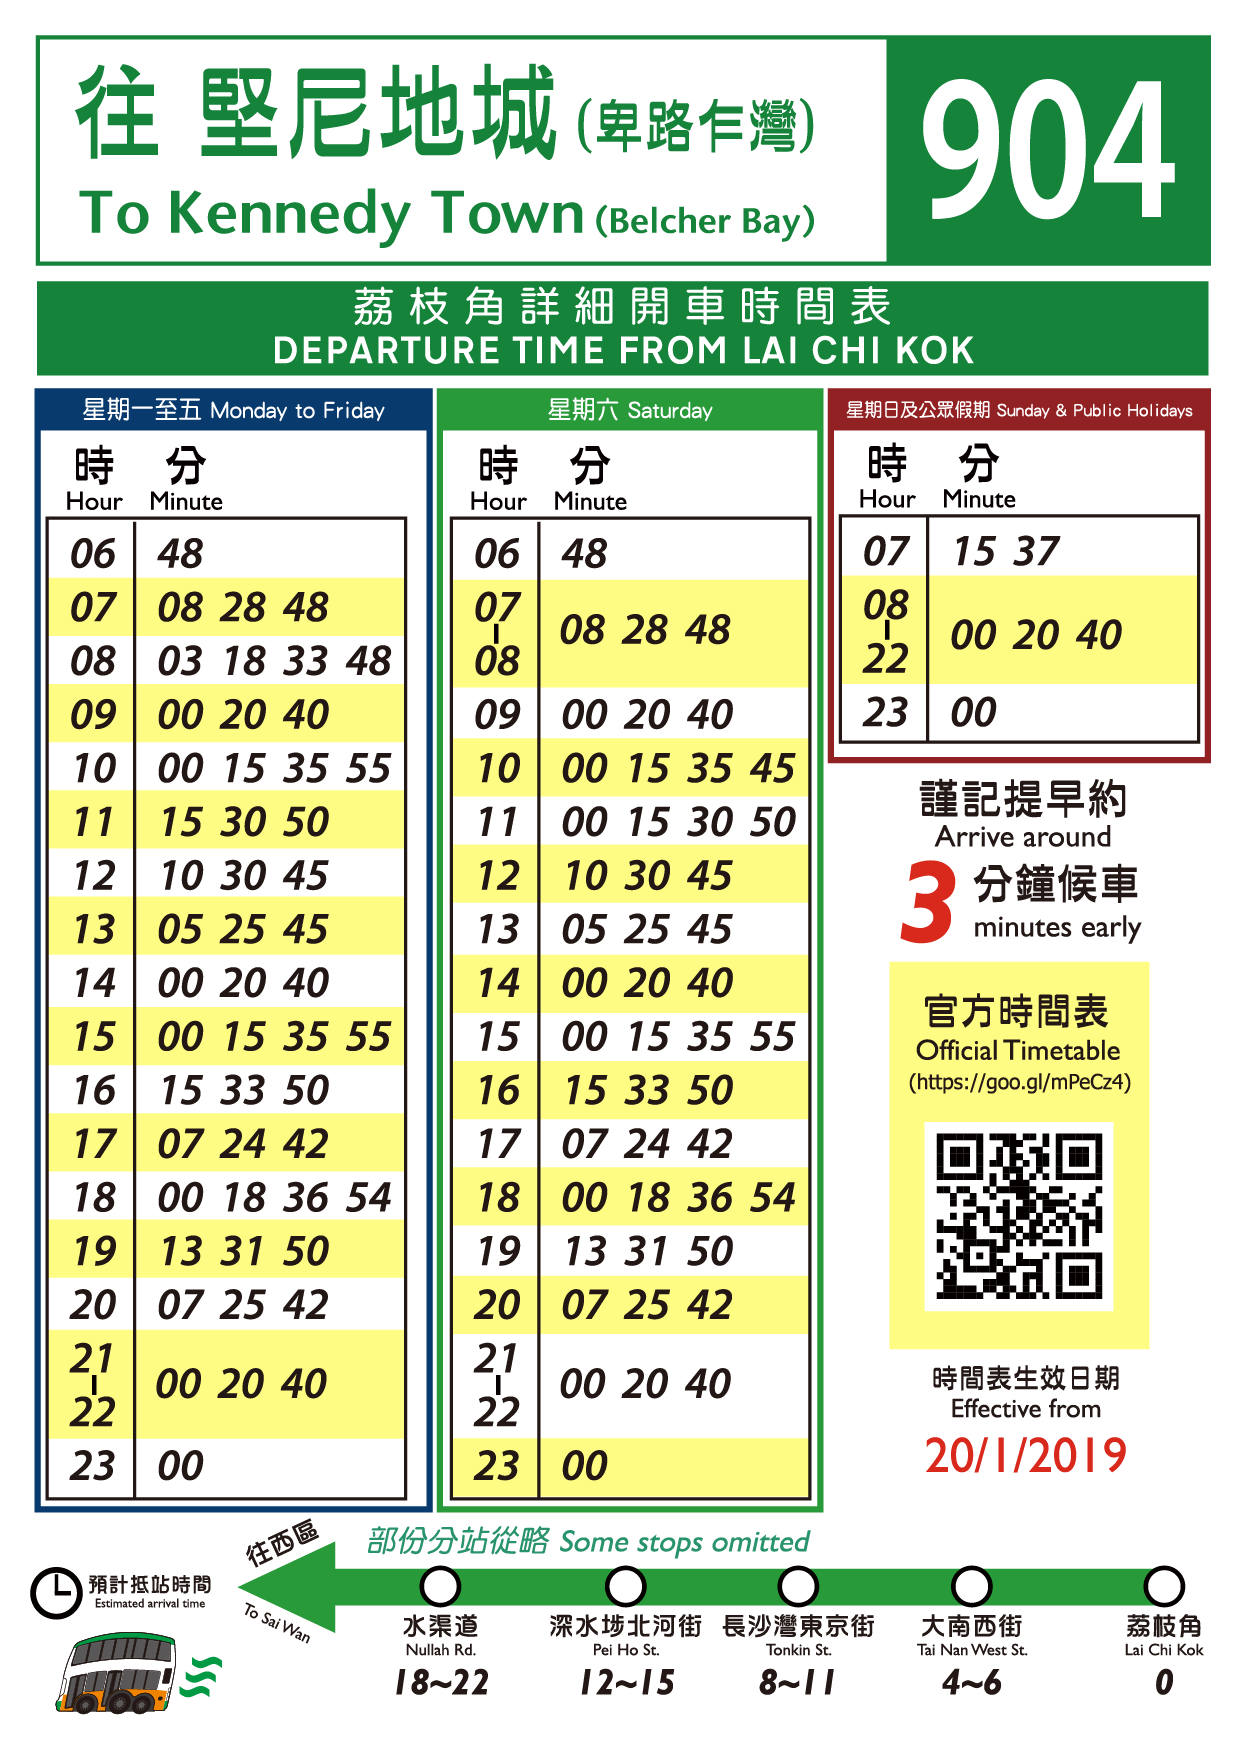 往 堅尼地城 (卑路乍灣)
To Kennedy Town (Belcher Bay)
904
荔枝角詳細開車時間表
DEPARTURE TIME FROM LAI CHI KOK
星期一至五 Monday to Friday
時 分
Hour Minute
06 48
07 08 28 48
08 03 18 33 48
09 00 20 40
10 00 15 35 55
11 15 30 50
12 10 30 45
13 05 25 45
14 00 20 40
15 00 15 35 55
16 15 33 50
17 07 24 42
18 00 18 36 54
19 13 31 50
20 07 25 42
21
00 20 40
22
23 00
星期六 Saturday
時 分
Hour Minute
06 48
07
08 28 48
08
09 00 20 40
10 00 15 35 45
11 00 15 30 50
12 10 30 45
13 05 25 45
14 00 20 40
15 00 15 35 55
16 15 33 50
17 07 24 42
18 00 18 36 54
19 13 31 50
20 07 25 42
21
00 20 40
22
23 00
星期日及公眾假期 Sunday & Public Holidays
時 分
Hour Minute
07 15 37
08
00 20 40
22
23 00
謹記提早約
Arrive around
3 分鐘候車
minutes early
官方時間表
Official Timetable
(https://goo.gl/mPeCz4)
時間表生效日期
Effective from
20/1/2019
部份分站從略 Some stops omitted
往西區
To Sai Wan
預計抵站時間
Estimated arrival time
水渠道
Nullah Rd.
18~22
深水埗北河街
Pei Ho St.
12~15
長沙灣東京街
Tonkin St.
8~11
大南西街
Tai Nan West St.
4~6
荔枝角
Lai Chi Kok
0